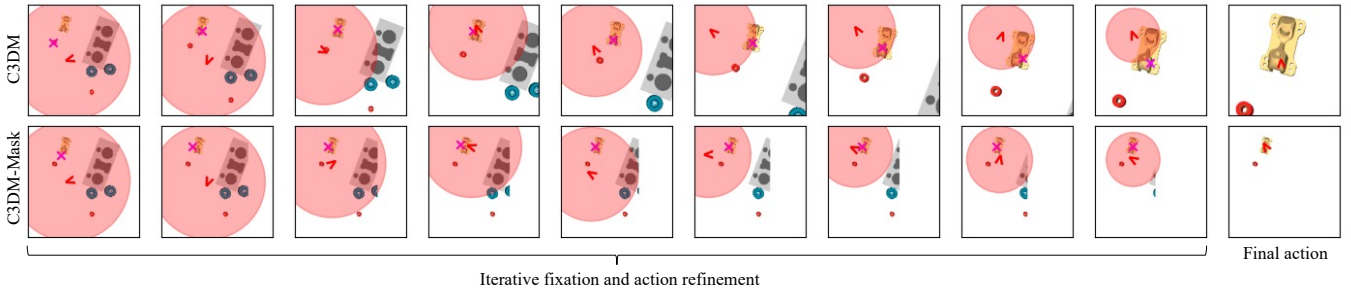 C3DM
C3DM-Mask
Iterative fixation and action refinement
Final action